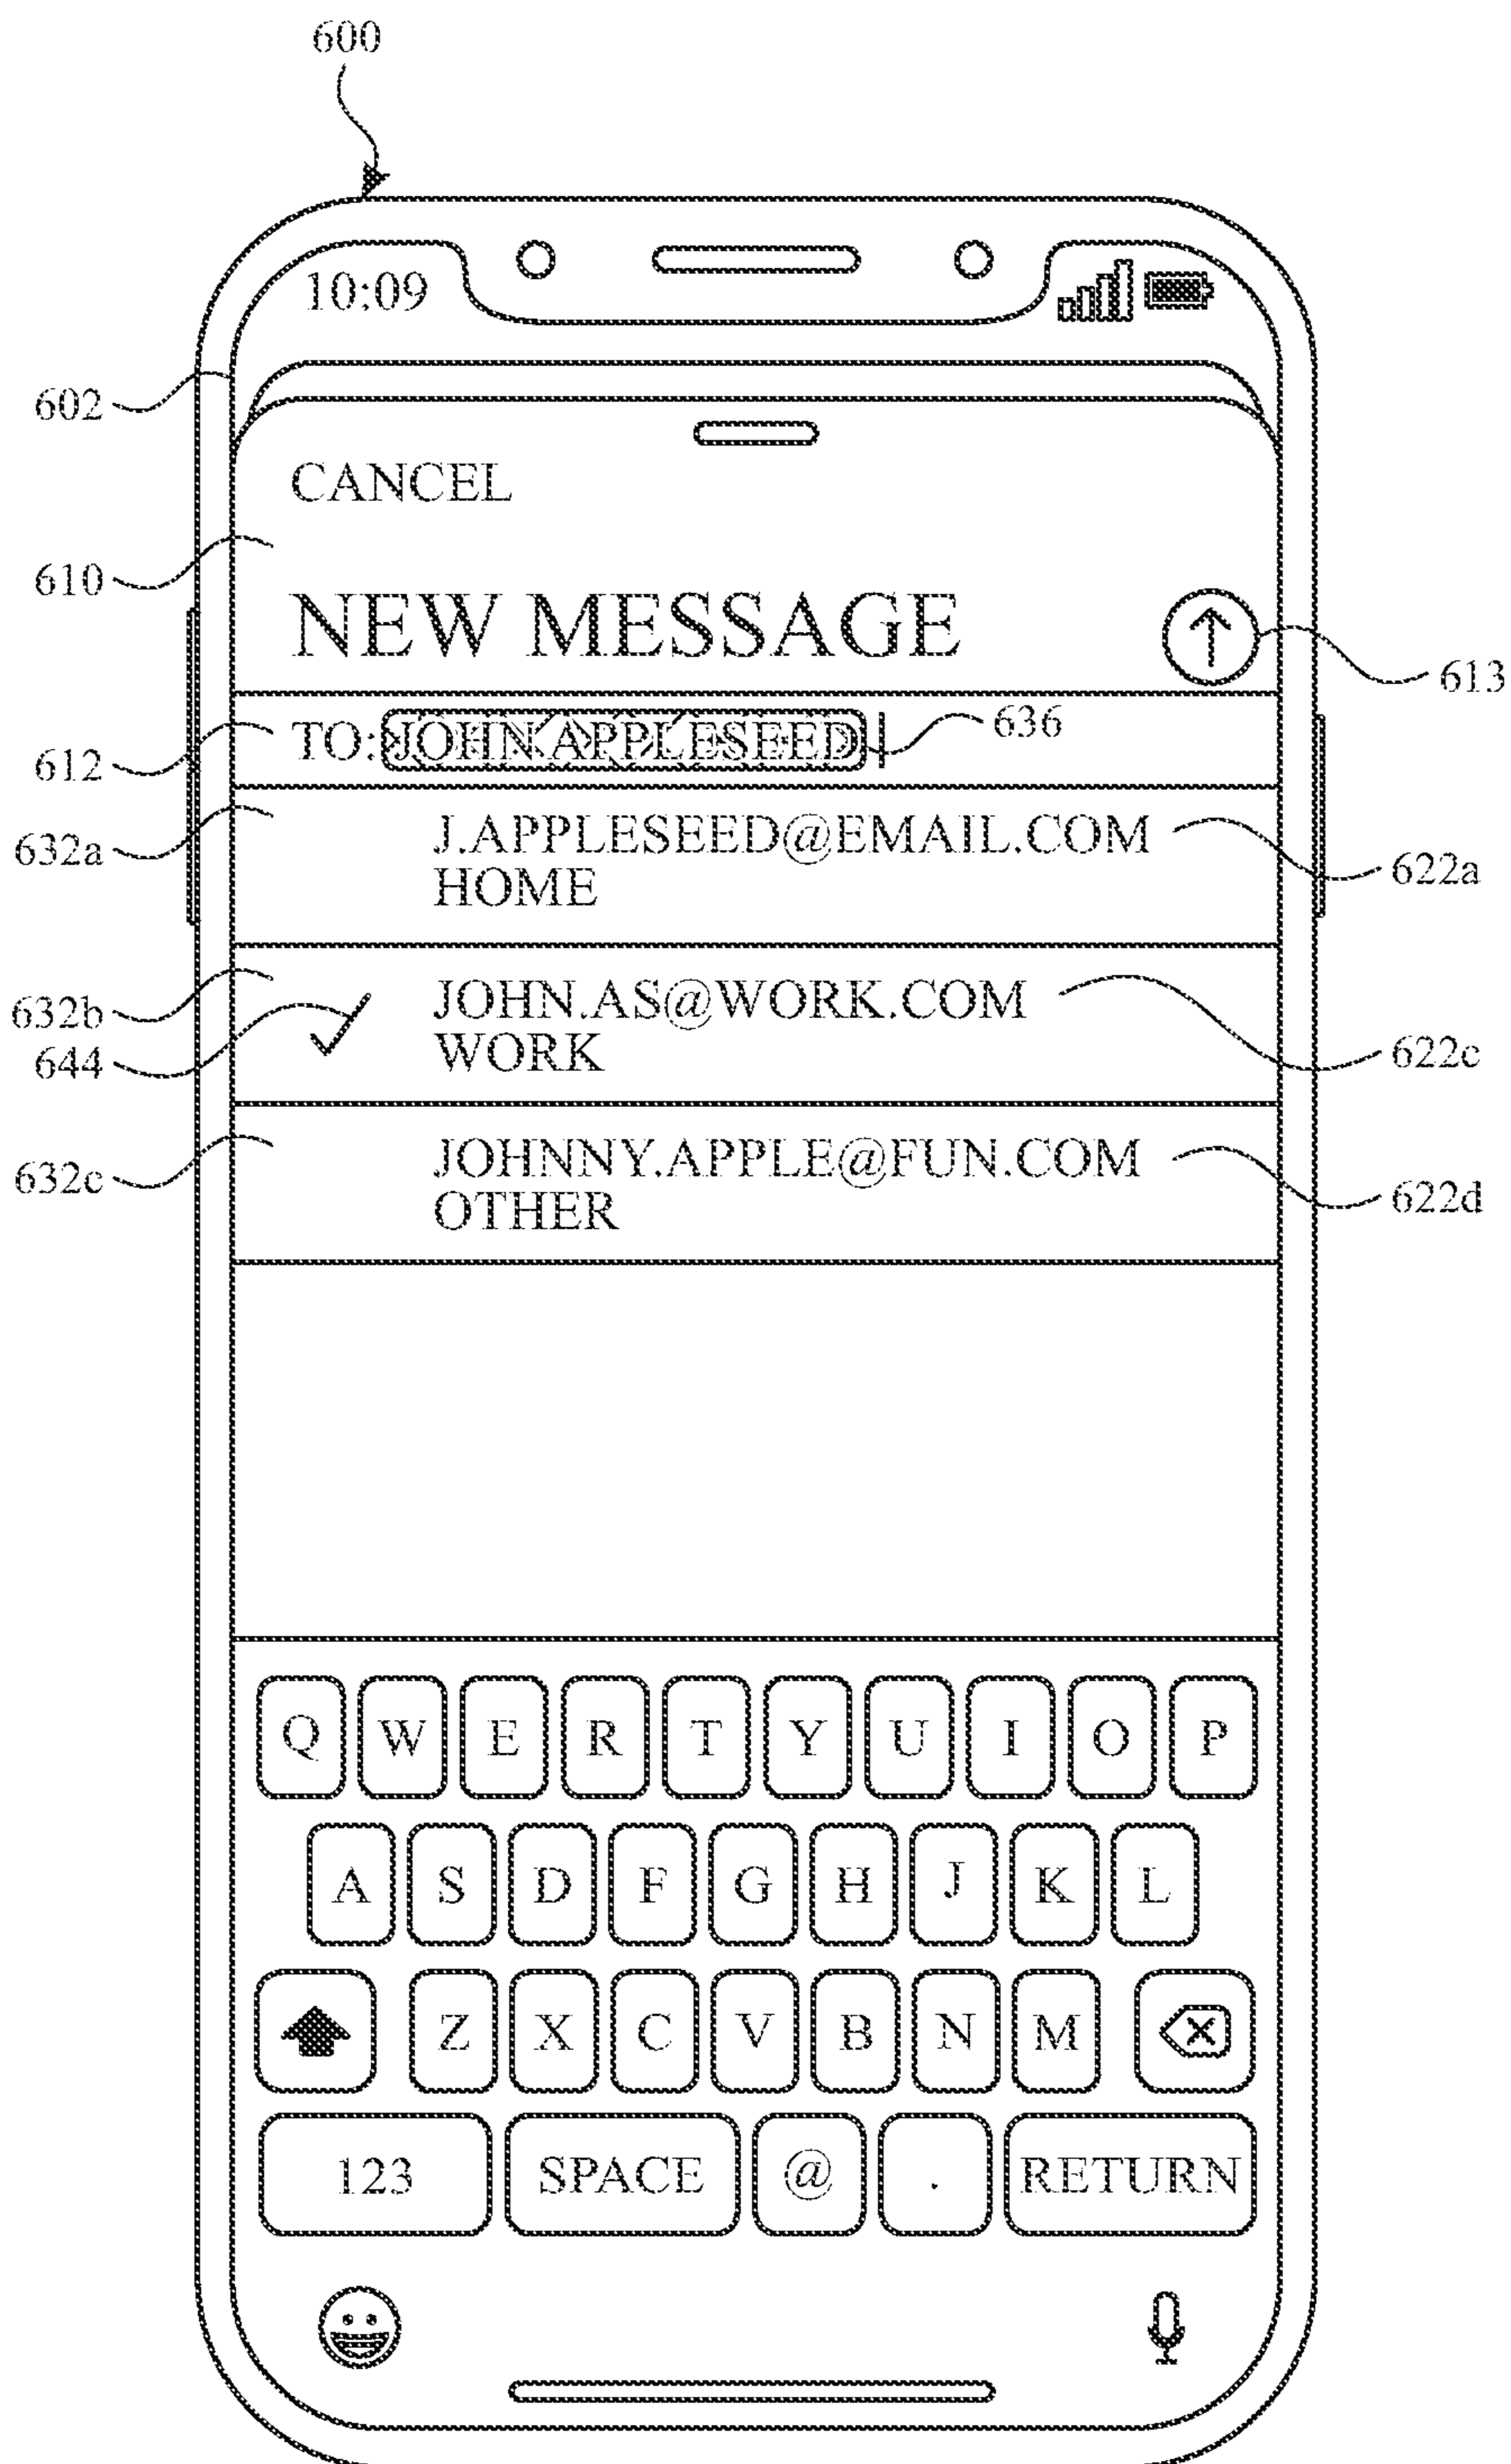 600
10:09
602
CANCEL
610
NEW MESSAGE
613
612
TO: JOHN APPLESEED
636
632a
J.APPLESEED@EMAIL.COM
HOME
622a
632b
JOHN.AS@WORK.COM
644
WORK
622c
632c
JOHNNY.APPLE@FUN.COM
OTHER
622d
Q W E R T Y U I O P
A S D F G H J K L
Z X C V B N M
123 SPACE @ . RETURN